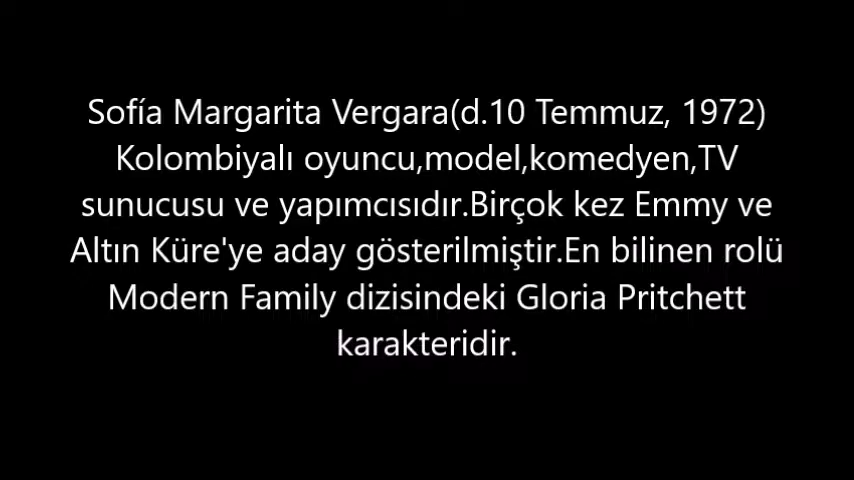 Sofía Margarita Vergara(d.10 Temmuz, 1972)
Kolombiyalı oyuncu,model,komedyen,TV
sunucusu ve yapımcısıdır.Birçok kez Emmy ve
Altın Küre'ye aday gösterilmiştir.En bilinen rolü
Modern Family dizisindeki Gloria Pritchett
karakteridir.